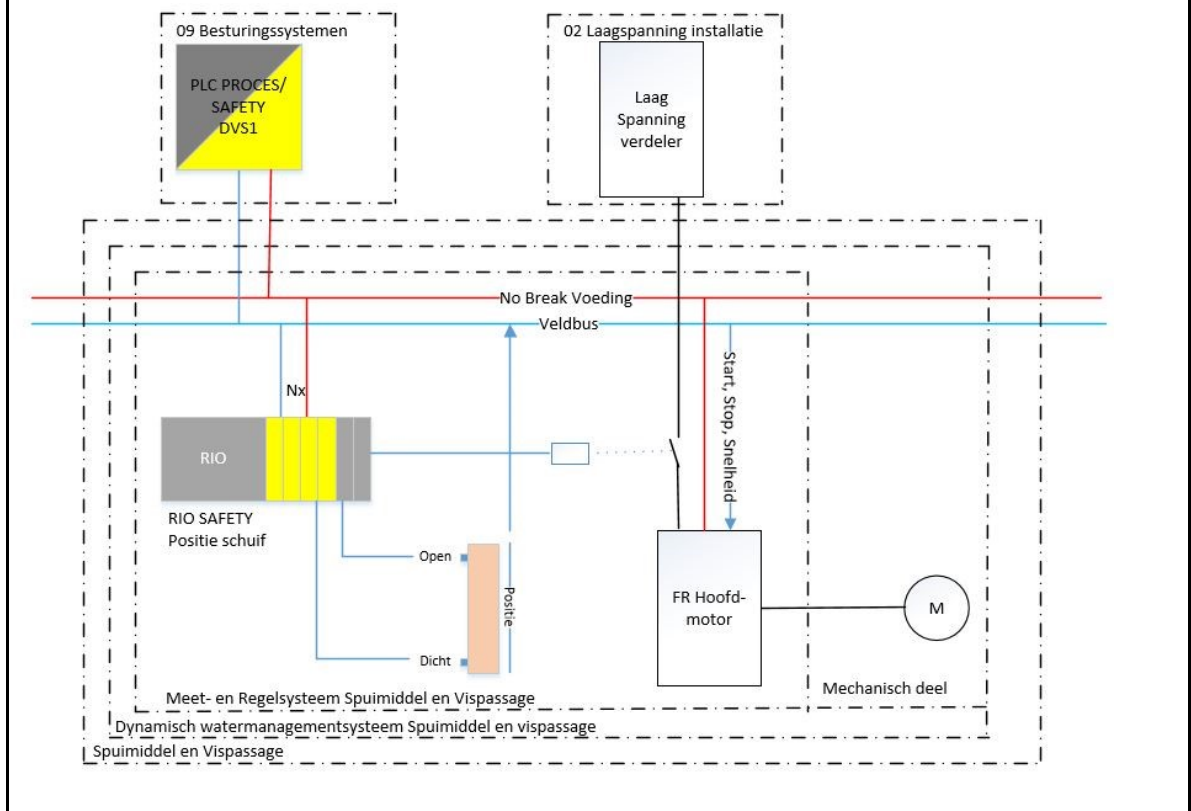 09 Besturingssystemen
PLC PROCES/
SAFETY
DVS1
02 Laagspanning installatie
Laag
Spanning
verdeler
No Break Voeding
Veldbus
Nx
Start, Stop, Snelheid
RIO
RIO SAFETY
Positie schuif
Open
Positie
Dicht
FR Hoofd-
motor
M
Mechanisch deel
Meet- en Regelsysteem Spuimiddel en Vispassage
Dynamisch watermanagementsysteem Spuimiddel en vispassage
Spuimiddel en Vispassage